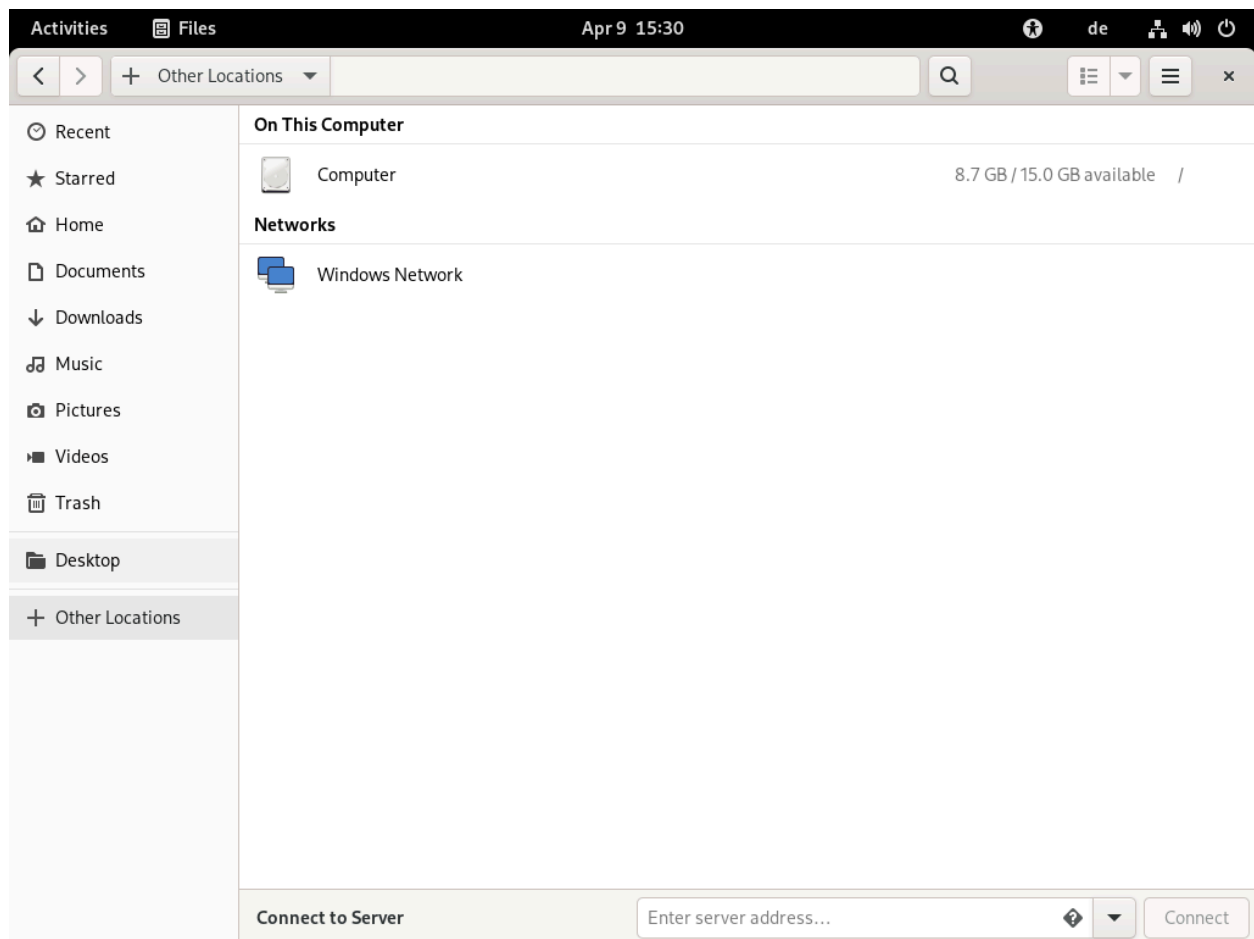 Activities Files Apr 9 15:30 de
Other Locations
Recent
Starred
Home
Documents
Downloads
Music
Pictures
Videos
Trash
Desktop
Other Locations
On This Computer
Computer 8.7 GB / 15.0 GB available /
Networks
Windows Network
Connect to Server Enter server address... Connect